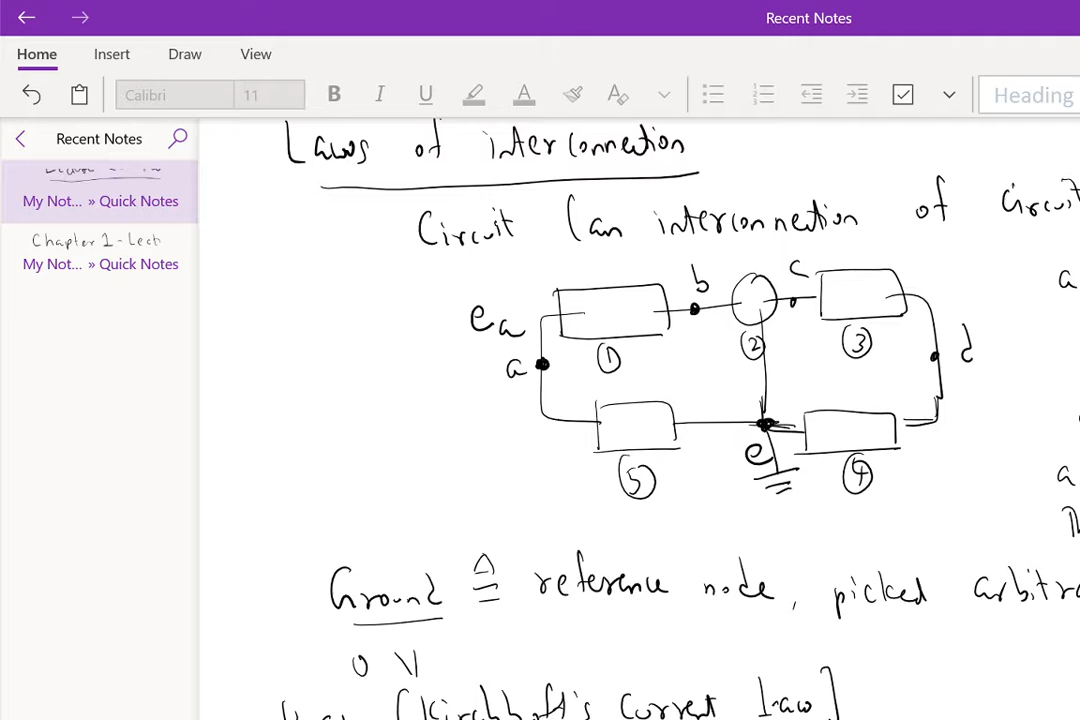 Recent Notes
Home Insert Draw View
Calibri 11 B I U A Heading
Recent Notes
My Not... » Quick Notes
Chapter 1 - Lect
My Not... » Quick Notes
Laws of interconnection
Circuit (an interconnection of circuit
a
b c
e a
a ① ② ③ d
e
⑤ ④
a
Ground ≜ reference node, picked arbitra
0 V
[Kirchhoff's Current Law]